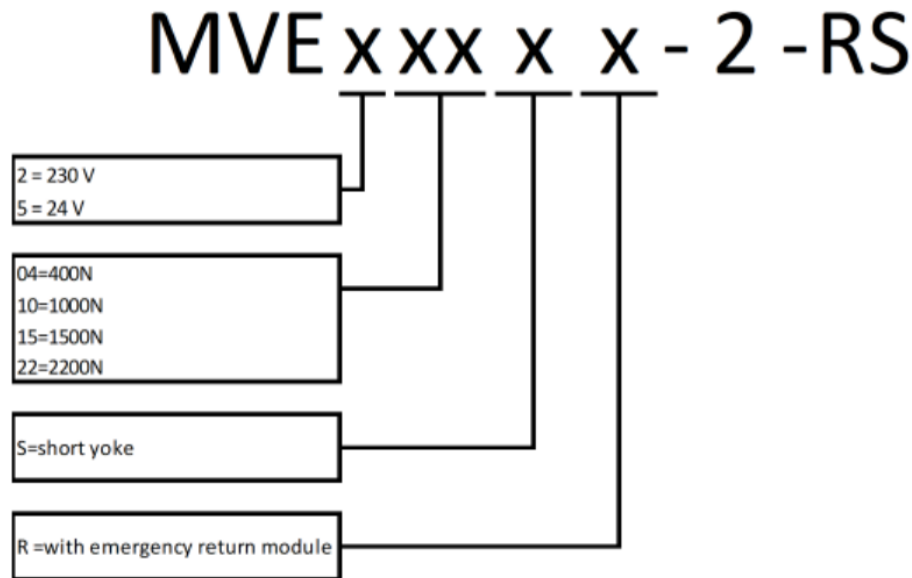 MVE x xx x x - 2 -RS
2 = 230 V
5 = 24 V
04=400N
10=1000N
15=1500N
22=2200N
S=short yoke
R =with emergency return module